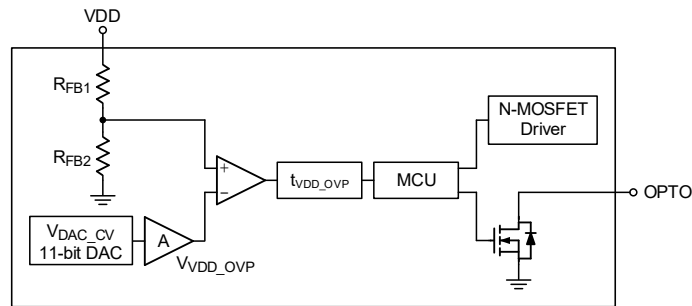 VDD
RFB1
RFB2
VDAC_CV
11-bit DAC
A
VVDD_OVP
+
−
tVDD_OVP
MCU
N-MOSFET
Driver
OPTO